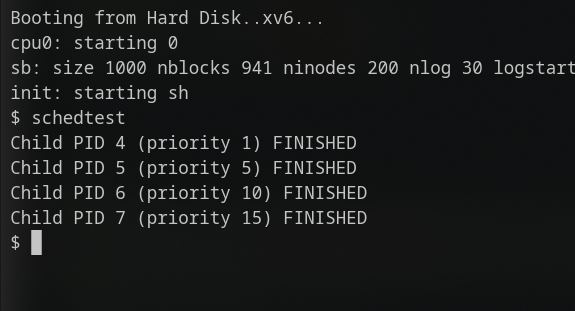 Booting from Hard Disk..xv6...
cpu0: starting 0
sb: size 1000 nblocks 941 ninodes 200 nlog 30 logstart
init: starting sh
$ schedtest
Child PID 4 (priority 1) FINISHED
Child PID 5 (priority 5) FINISHED
Child PID 6 (priority 10) FINISHED
Child PID 7 (priority 15) FINISHED
$